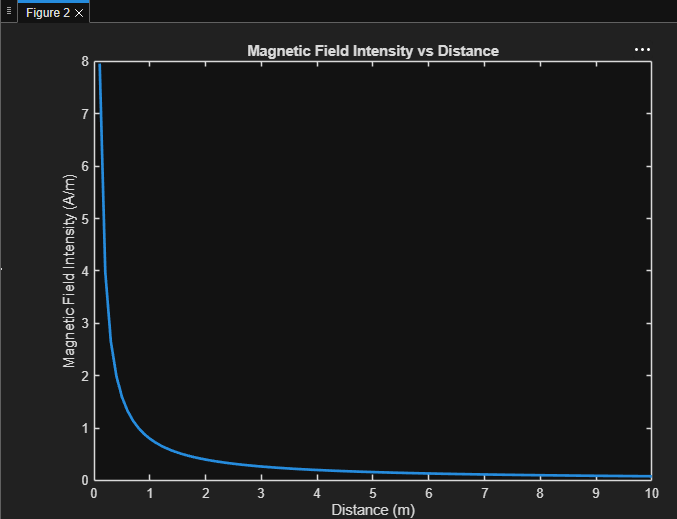 Figure 2
Magnetic Field Intensity vs Distance
Magnetic Field Intensity (A/m)
8
7
6
5
4
3
2
1
0
0 1 2 3 4 5 6 7 8 9 10
Distance (m)